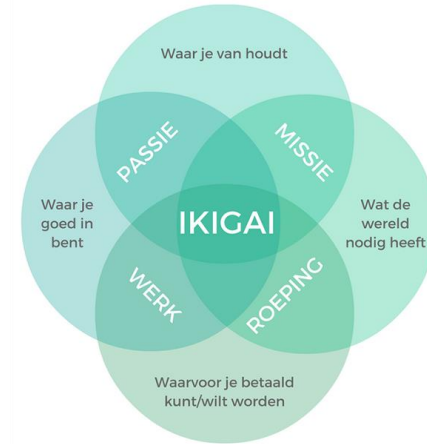 Waar je van houdt
PASSIE
MISSIE
Waar je
goed in
bent
IKIGAI
Wat de
wereld
nodig heeft
WERK
ROEPING
Waarvoor je betaald
kunt/wilt worden